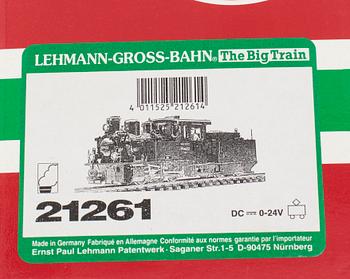 LEHMANN-GROSS-BAHN® The Big Train
4 011525 212614
21261
DC 0-24V
Made in Germany Fabriqué en Allemagne Conformité aux normes garantie par l'importateur
Ernst Paul Lehmann Patentwerk · Saganer Str.1-5 D-90475 Nürnberg